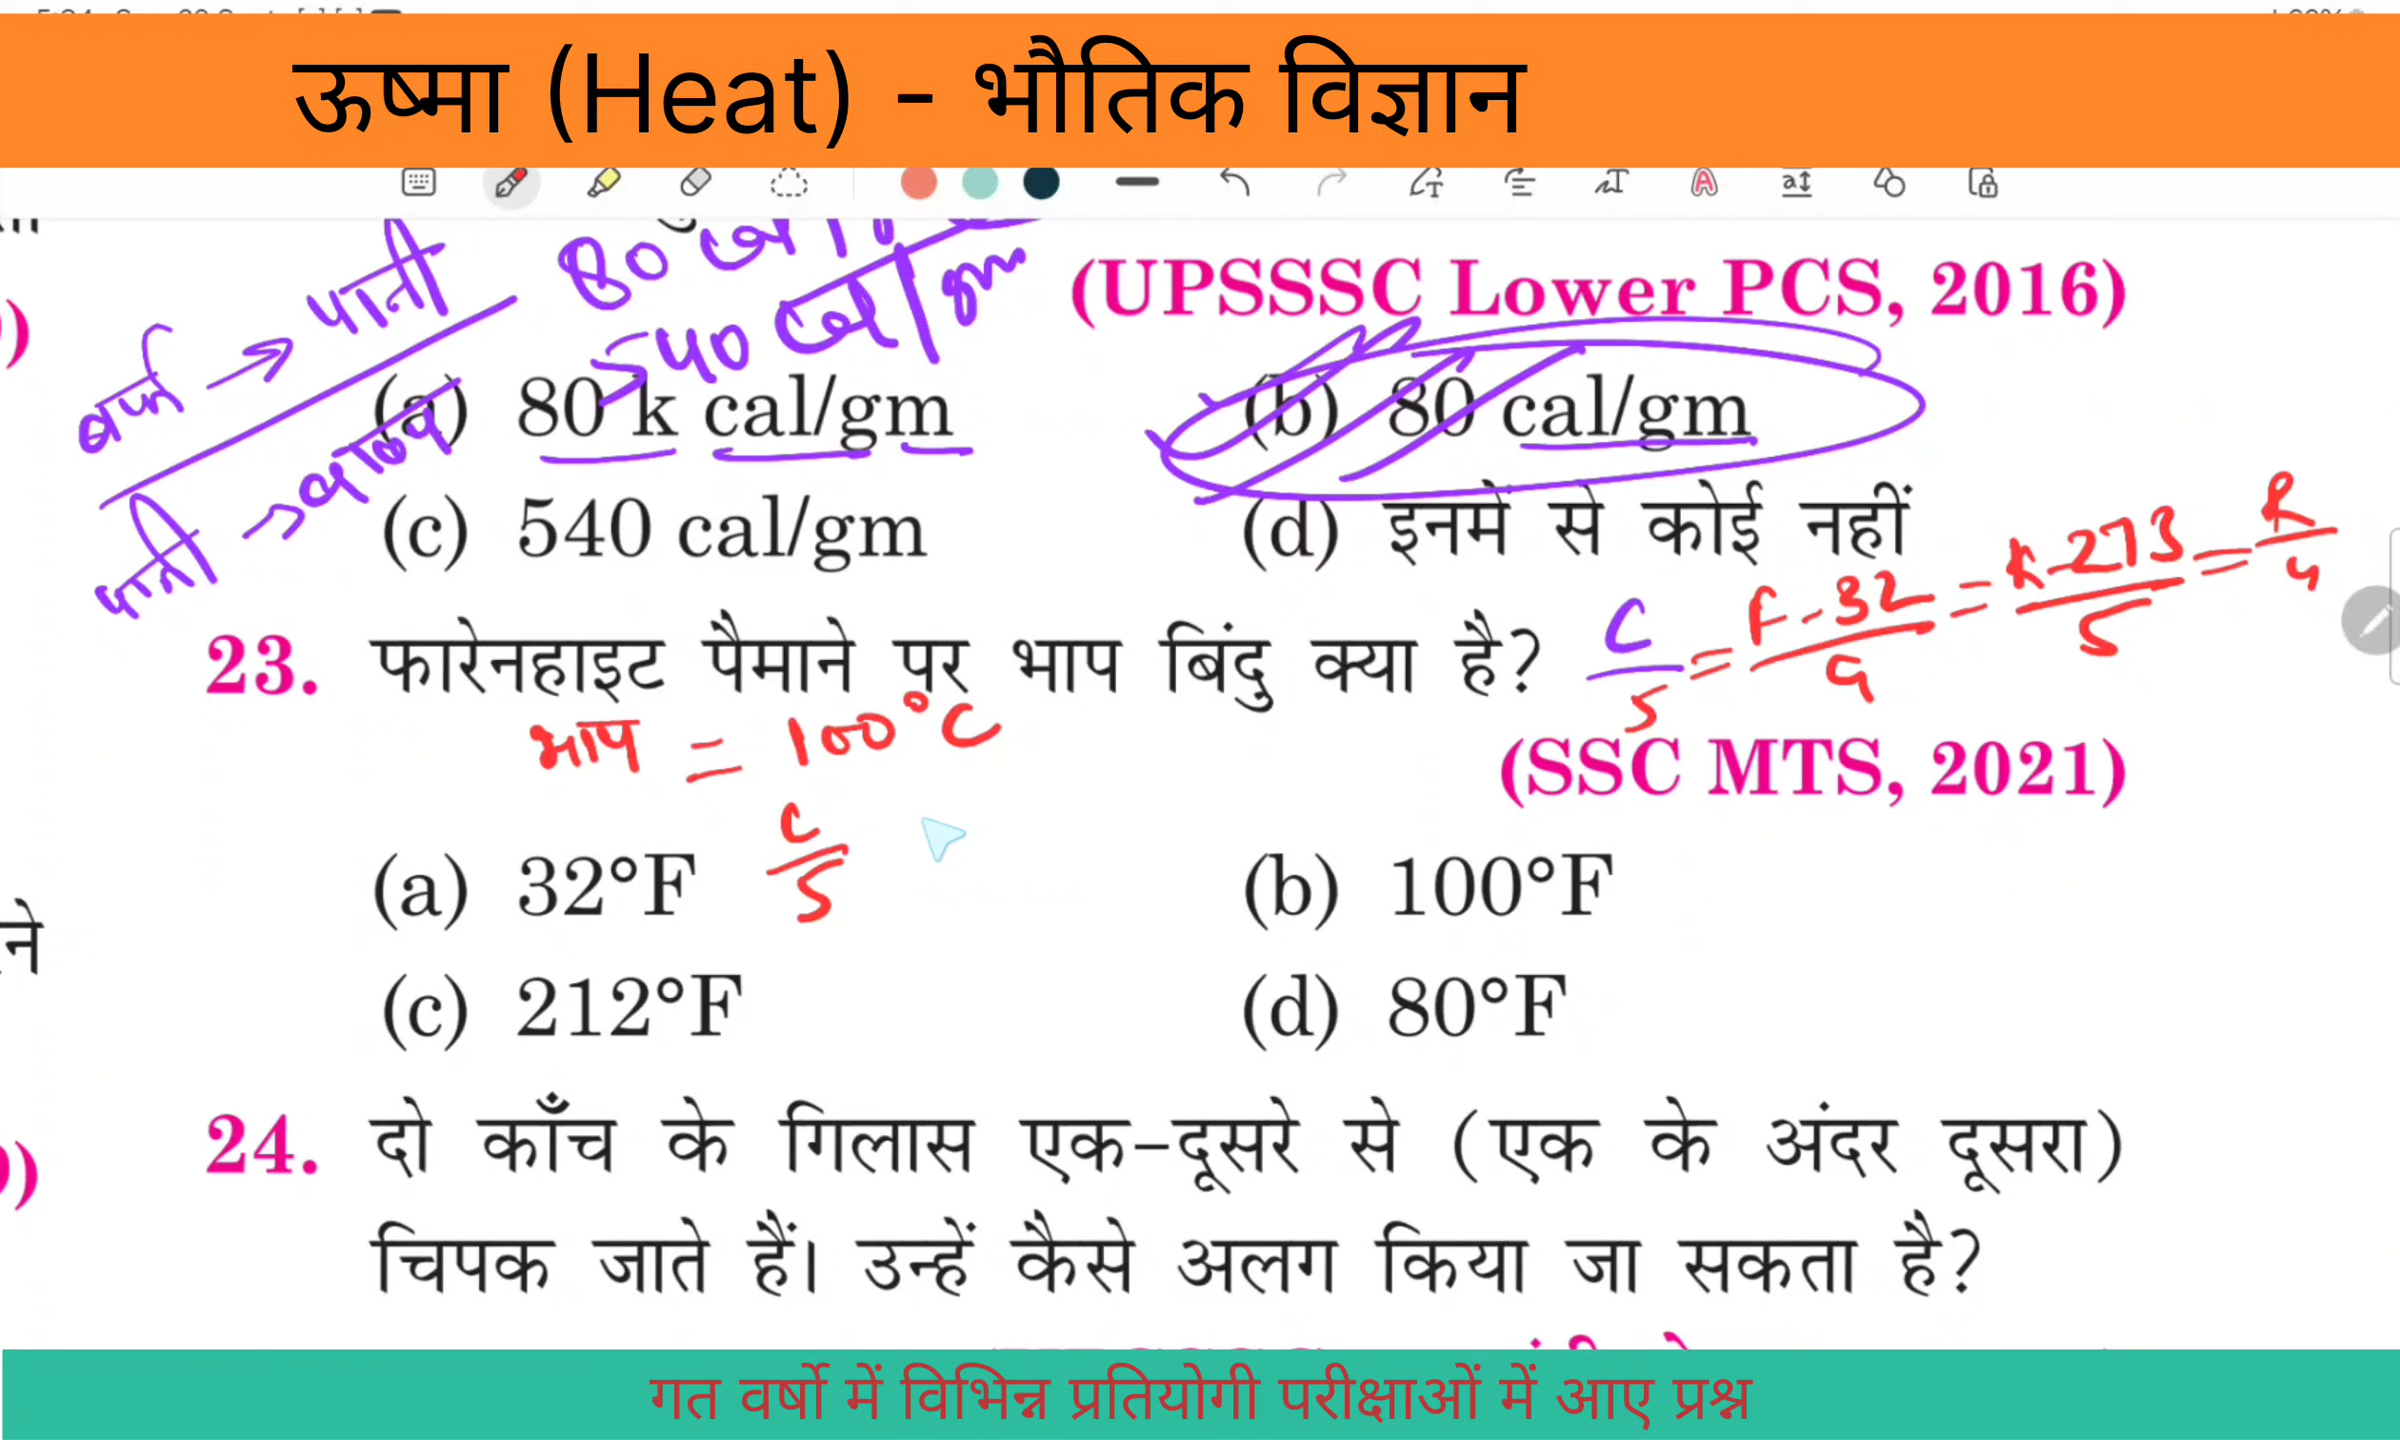 ऊष्मा (Heat) - भौतिक विज्ञान
बर्फ → पानी 80
540 cal/gm
(UPSSSC Lower PCS, 2016)
(a) 80 k cal/gm (b) 80 cal/gm
पानी → वाष्प
(c) 540 cal/gm (d) इनमें से कोई नहीं
23. फारेनहाइट पैमाने पर भाप बिंदु क्या है? C/5 = F-32/9 = K-273/5 = R/4
भाप = 100°C
(SSC MTS, 2021)
C/5
(a) 32°F (b) 100°F
(c) 212°F (d) 80°F
ने
24. दो काँच के गिलास एक-दूसरे से (एक के अंदर दूसरा)
चिपक जाते हैं। उन्हें कैसे अलग किया जा सकता है?
गत वर्षो में विभिन्न प्रतियोगी परीक्षाओं में आए प्रश्न